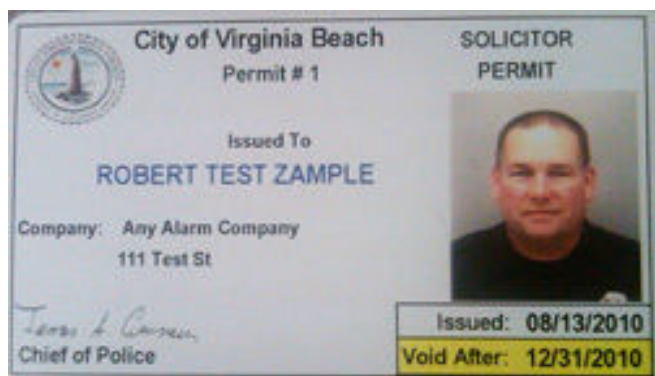 City of Virginia Beach
SOLICITOR
PERMIT
Permit # 1
Issued To
ROBERT TEST ZAMPLE
Company: Any Alarm Company
111 Test St
Chief of Police
Issued: 08/13/2010
Void After: 12/31/2010